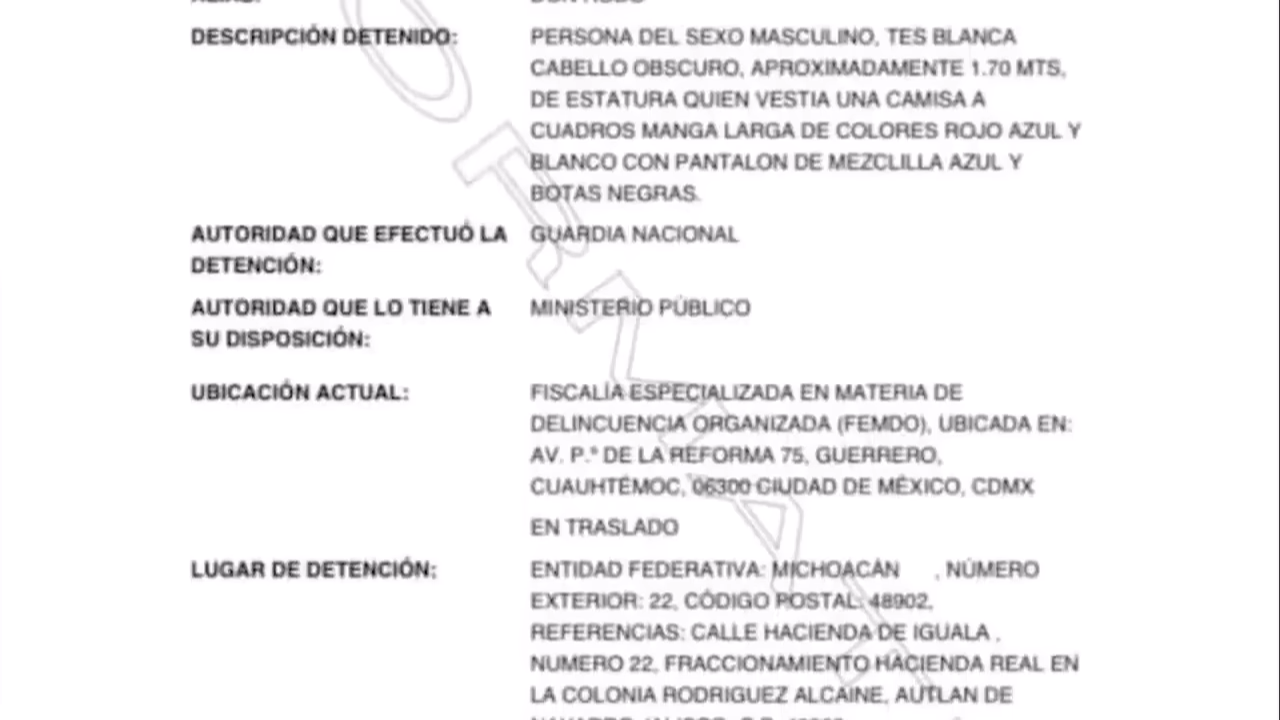 DESCRIPCIÓN DETENIDO: PERSONA DEL SEXO MASCULINO, TES BLANCA
CABELLO OBSCURO, APROXIMADAMENTE 1.70 MTS,
DE ESTATURA QUIEN VESTIA UNA CAMISA A
CUADROS MANGA LARGA DE COLORES ROJO AZUL Y
BLANCO CON PANTALON DE MEZCLILLA AZUL Y
BOTAS NEGRAS.
AUTORIDAD QUE EFECTUÓ LA GUARDIA NACIONAL
DETENCIÓN:
AUTORIDAD QUE LO TIENE A MINISTERIO PÚBLICO
SU DISPOSICIÓN:
UBICACIÓN ACTUAL: FISCALÍA ESPECIALIZADA EN MATERIA DE
DELINCUENCIA ORGANIZADA (FEMDO), UBICADA EN:
AV. P.º DE LA REFORMA 75, GUERRERO,
CUAUHTÉMOC, 06300 CIUDAD DE MÉXICO, CDMX
EN TRASLADO
LUGAR DE DETENCIÓN: ENTIDAD FEDERATIVA: MICHOACÁN , NÚMERO
EXTERIOR: 22, CÓDIGO POSTAL: 48902,
REFERENCIAS: CALLE HACIENDA DE IGUALA ,
NUMERO 22, FRACCIONAMIENTO HACIENDA REAL EN
LA COLONIA RODRIGUEZ ALCAINE, AUTLAN DE